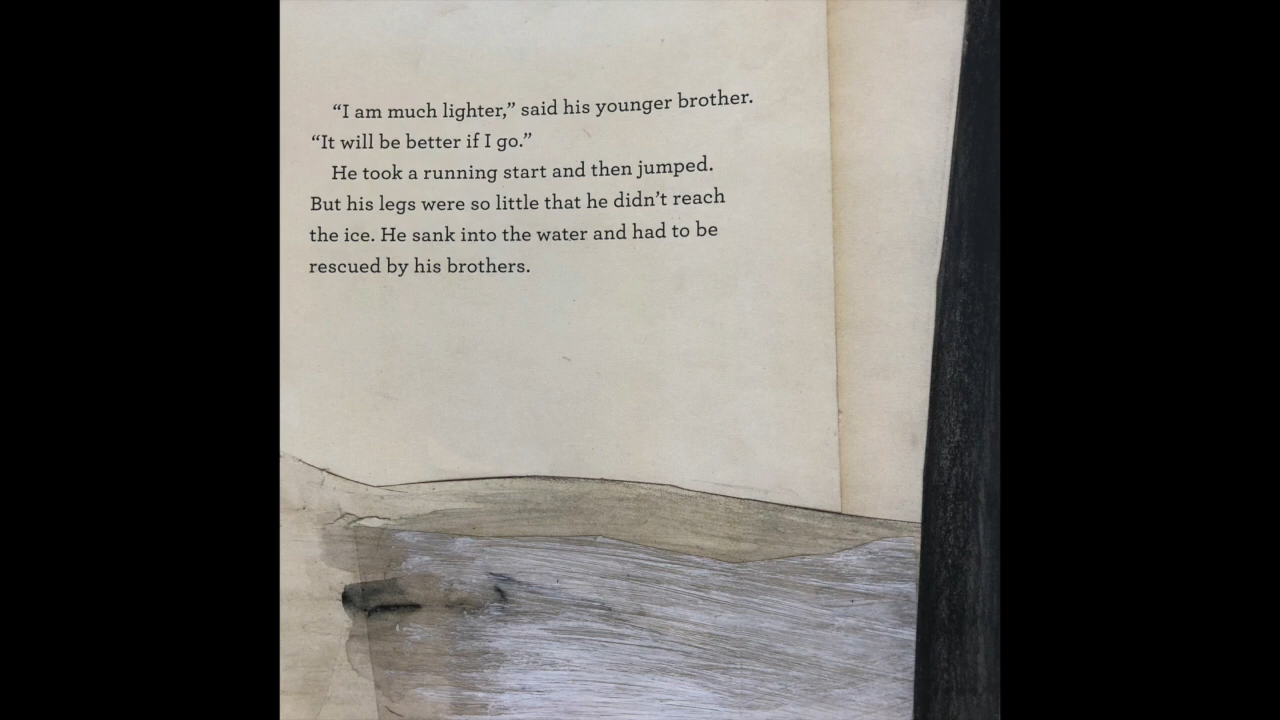 “I am much lighter,” said his younger brother.
“It will be better if I go.”
He took a running start and then jumped.
But his legs were so little that he didn’t reach
the ice. He sank into the water and had to be
rescued by his brothers.